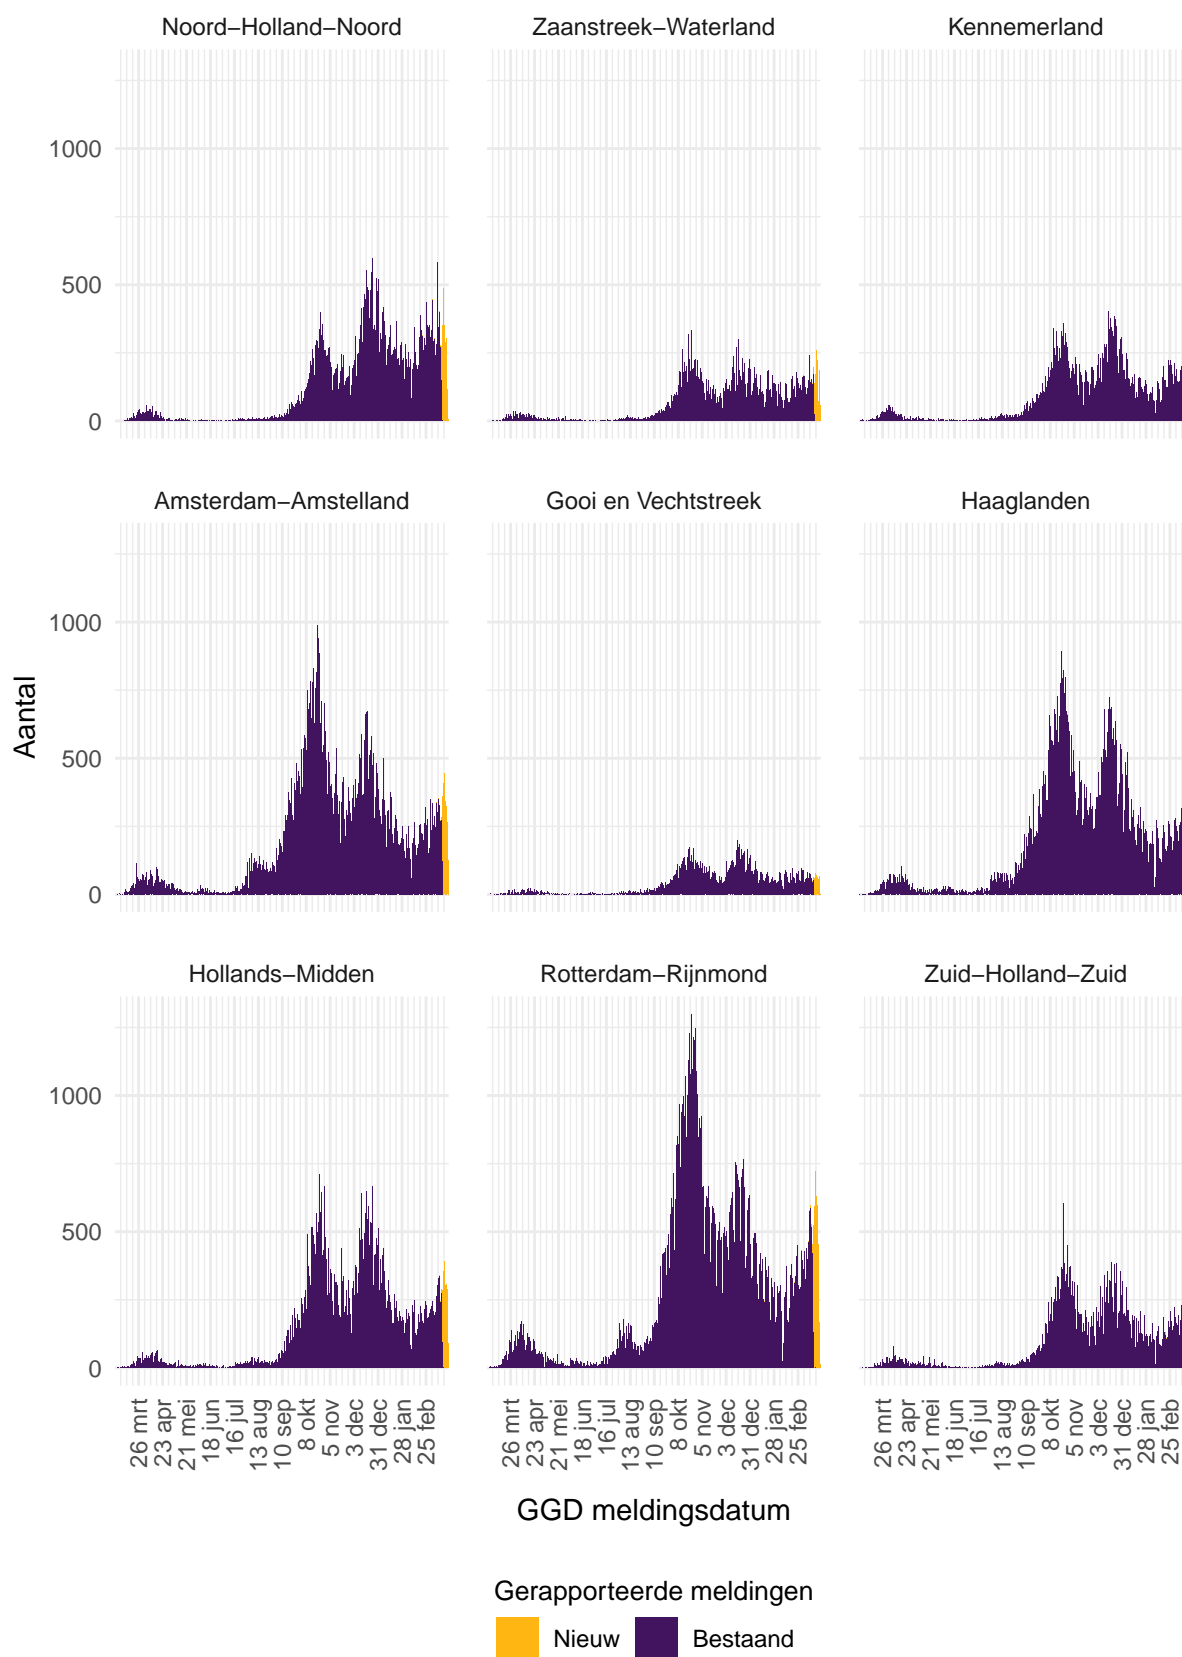 Noord−Holland−Noord
Zaanstreek−Waterland
Kennemerland
1000
500
0
Amsterdam−Amstelland
Gooi en Vechtstreek
Haaglanden
1000
500
0
Aantal
Hollands−Midden
Rotterdam−Rijnmond
Zuid−Holland−Zuid
1000
500
0
26 mrt
23 apr
21 mei
18 jun
16 jul
13 aug
10 sep
8 okt
5 nov
3 dec
31 dec
28 jan
25 feb
26 mrt
23 apr
21 mei
18 jun
16 jul
13 aug
10 sep
8 okt
5 nov
3 dec
31 dec
28 jan
25 feb
26 mrt
23 apr
21 mei
18 jun
16 jul
13 aug
10 sep
8 okt
5 nov
3 dec
31 dec
28 jan
25 feb
GGD meldingsdatum
Gerapporteerde meldingen
Nieuw
Bestaand